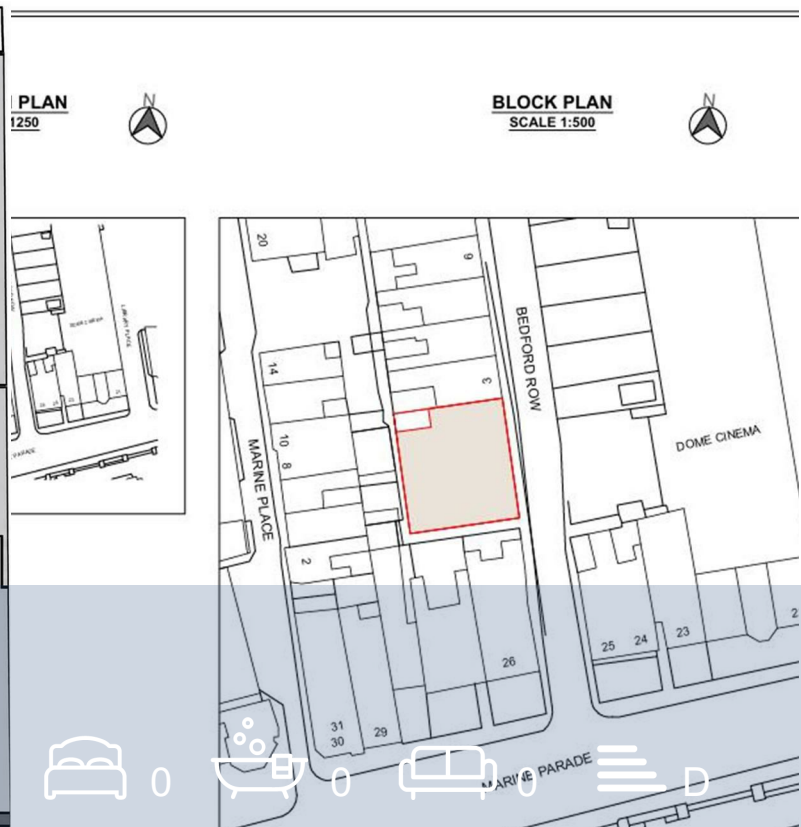 PLAN
1250
N
BLOCK PLAN
SCALE 1:500
N
20
9
BEDFORD ROW
14
3
DOME CINEMA
MARINE PLACE
10
8
2
26
25
24
23
2
31
30
29
MARINE PARADE
0
0
0
D